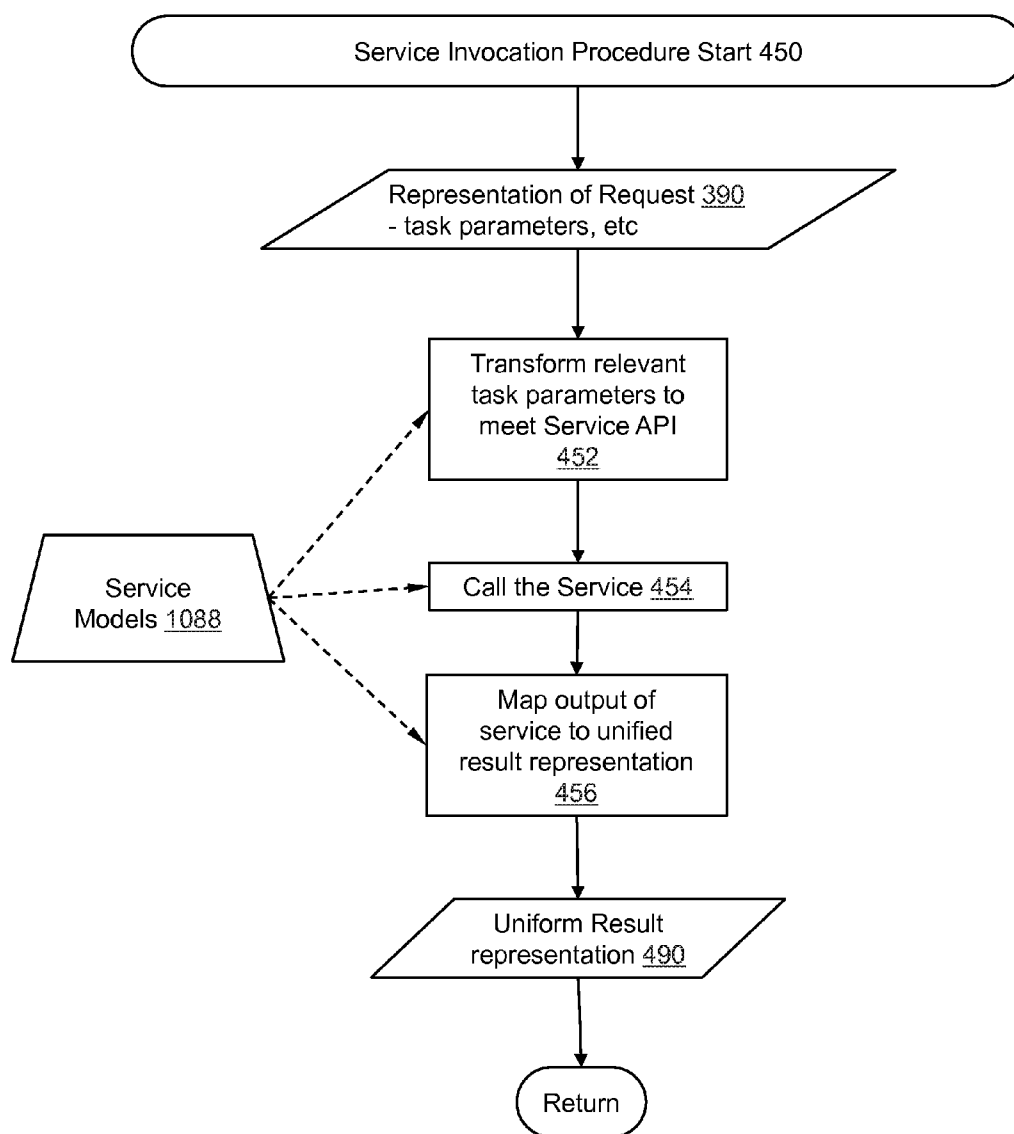 Service Invocation Procedure Start 450
Representation of Request 390
- task parameters, etc
Transform relevant
task parameters to
meet Service API
452
Service
Models 1088
Call the Service 454
Map output of
service to unified
result representation
456
Uniform Result
representation 490
Return